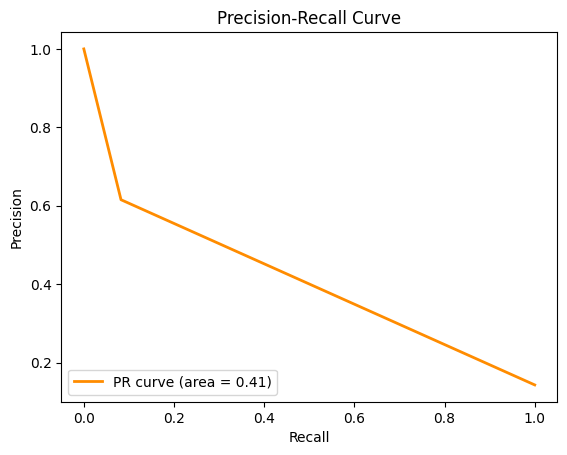 Precision-Recall Curve
1.0
0.8
0.6
0.4
0.2
Precision
PR curve (area = 0.41)
0.0 0.2 0.4 0.6 0.8 1.0
Recall